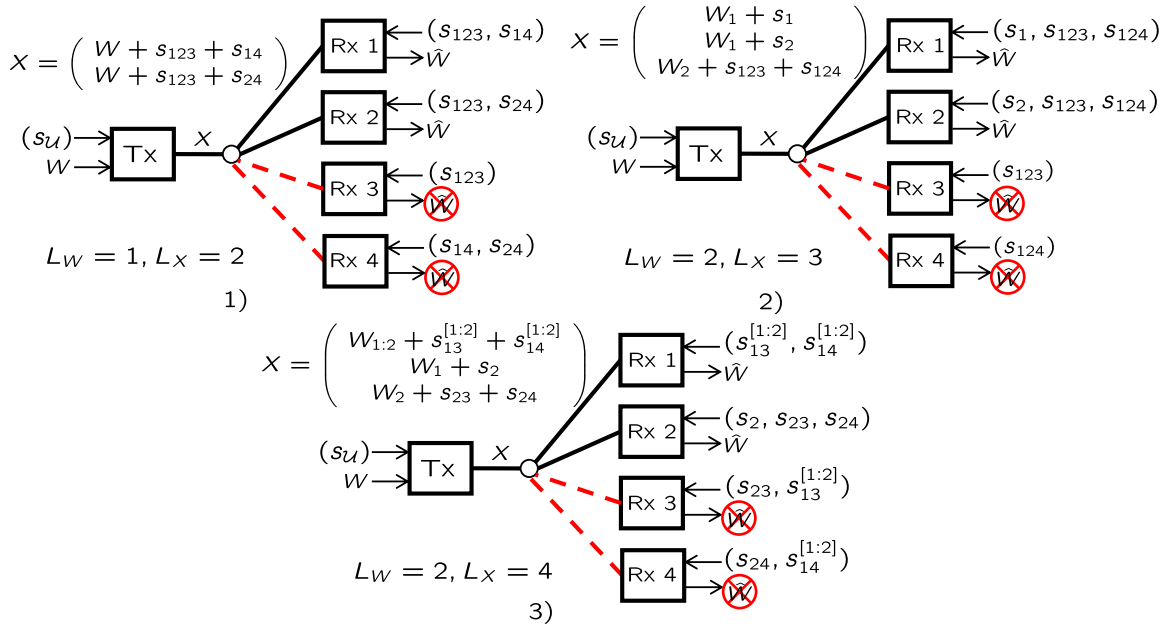 X = ( W + s_{123} + s_{14}
W + s_{123} + s_{24} )
(s_𝒰)
W
Tx
X
Rx 1
(s_{123}, s_{14})
Ŵ
Rx 2
(s_{123}, s_{24})
Ŵ
Rx 3
(s_{123})
Ŵ
Rx 4
(s_{14}, s_{24})
Ŵ
L_W = 1, L_X = 2
1)
X = ( W_1 + s_1
W_1 + s_2
W_2 + s_{123} + s_{124} )
(s_𝒰)
W
Tx
X
Rx 1
(s_1, s_{123}, s_{124})
Ŵ
Rx 2
(s_2, s_{123}, s_{124})
Ŵ
Rx 3
(s_{123})
Ŵ
Rx 4
(s_{124})
Ŵ
L_W = 2, L_X = 3
2)
X = ( W_{1:2} + s_{13}^{[1:2]} + s_{14}^{[1:2]}
W_1 + s_2
W_2 + s_{23} + s_{24} )
(s_𝒰)
W
Tx
X
Rx 1
(s_{13}^{[1:2]}, s_{14}^{[1:2]})
Ŵ
Rx 2
(s_2, s_{23}, s_{24})
Ŵ
Rx 3
(s_{23}, s_{13}^{[1:2]})
Ŵ
Rx 4
(s_{24}, s_{14}^{[1:2]})
Ŵ
L_W = 2, L_X = 4
3)